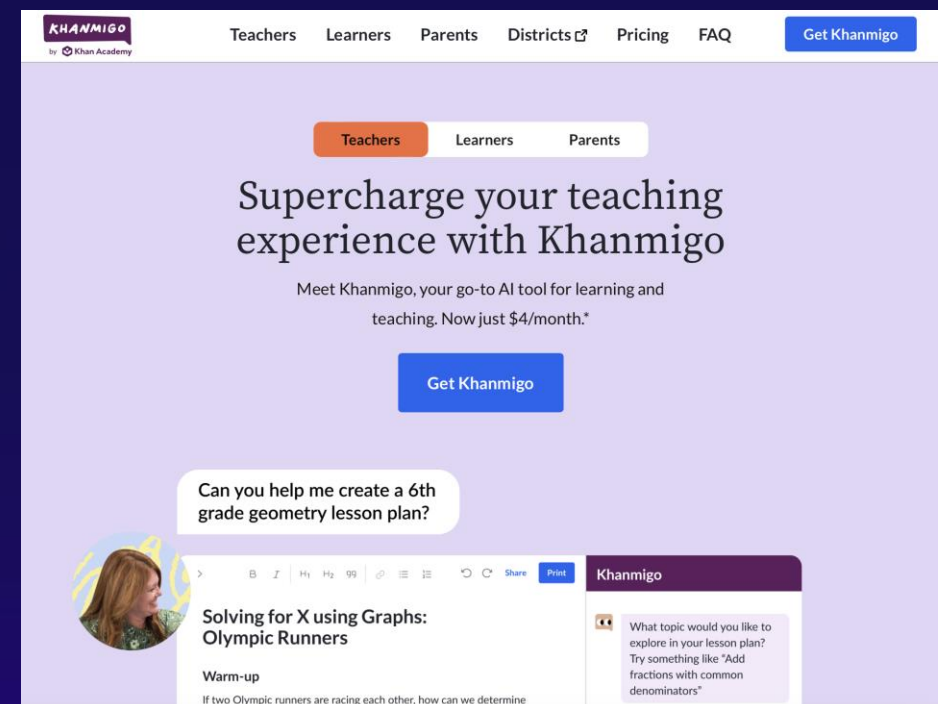 KHANMIGO
by Khan Academy
Teachers Learners Parents Districts Pricing FAQ Get Khanmigo
Teachers Learners Parents
Supercharge your teaching
experience with Khanmigo
Meet Khanmigo, your go-to AI tool for learning and
teaching. Now just $4/month.*
Get Khanmigo
Can you help me create a 6th
grade geometry lesson plan?
B I H1 H2 99 Share Print
Solving for X using Graphs:
Olympic Runners
Warm-up
If two Olympic runners are racing each other, how can we determine
Khanmigo
What topic would you like to
explore in your lesson plan?
Try something like "Add
fractions with common
denominators"